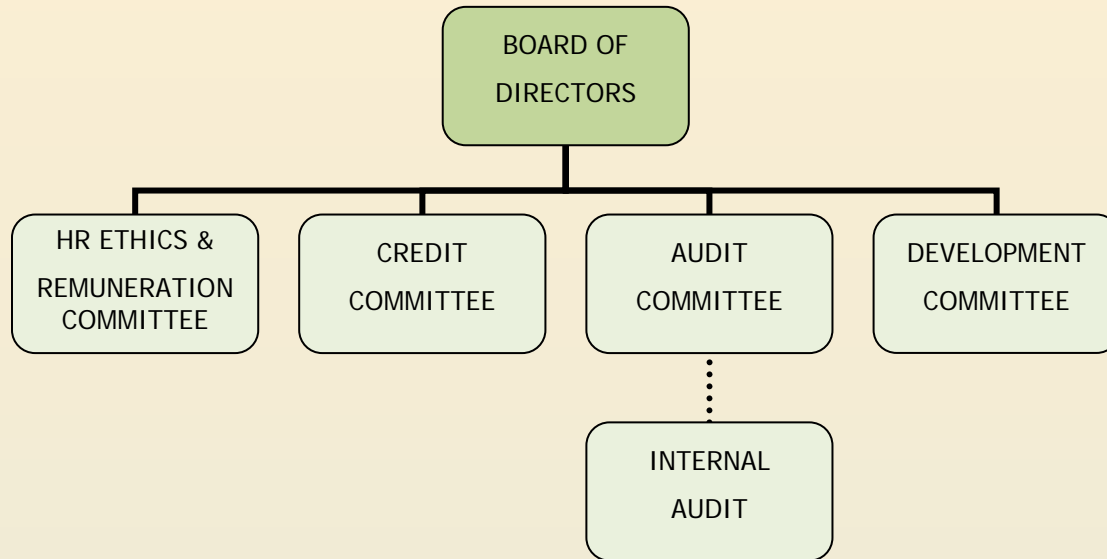 BOARD OF
DIRECTORS
HR ETHICS &
REMUNERATION
COMMITTEE
CREDIT
COMMITTEE
AUDIT
COMMITTEE
DEVELOPMENT
COMMITTEE
INTERNAL
AUDIT